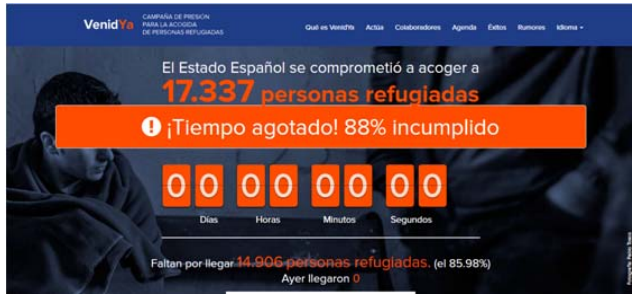 VenidYa
CAMPAÑA DE PRESION
PARA LA ACOGIDA
DE PERSONAS REFUGIADAS
Qué es VenidYa Actúa Colaboradores Agenda Éxitos Rumores Idioma
El Estado Español se comprometió a acoger a
17.337 personas refugiadas
¡Tiempo agotado! 88% incumplido
00 00 00 00
Días Horas Minutos Segundos
Faltan por llegar 14.906 personas refugiadas. (el 85.98%)
Ayer llegaron 0